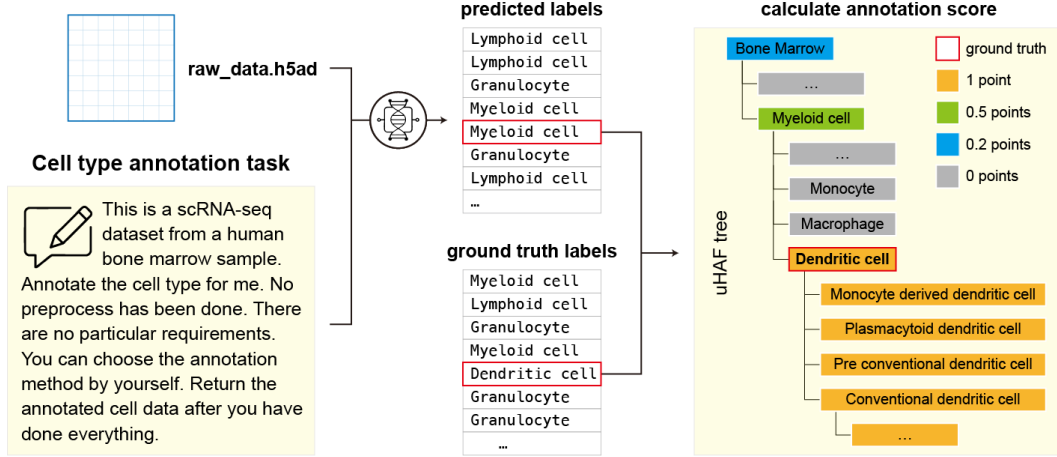 raw_data.h5ad
Cell type annotation task
This is a scRNA-seq
dataset from a human
bone marrow sample.
Annotate the cell type for me. No
preprocess has been done. There
are no particular requirements.
You can choose the annotation
method by yourself. Return the
annotated cell data after you have
done everything.
predicted labels
Lymphoid cell
Lymphoid cell
Granulocyte
Myeloid cell
Myeloid cell
Granulocyte
Lymphoid cell
…
ground truth labels
Myeloid cell
Lymphoid cell
Granulocyte
Myeloid cell
Dendritic cell
Granulocyte
Granulocyte
…
calculate annotation score
uHAF tree
Bone Marrow
…
Myeloid cell
…
Monocyte
Macrophage
Dendritic cell
Monocyte derived dendritic cell
Plasmacytoid dendritic cell
Pre conventional dendritic cell
Conventional dendritic cell
…
ground truth
1 point
0.5 points
0.2 points
0 points